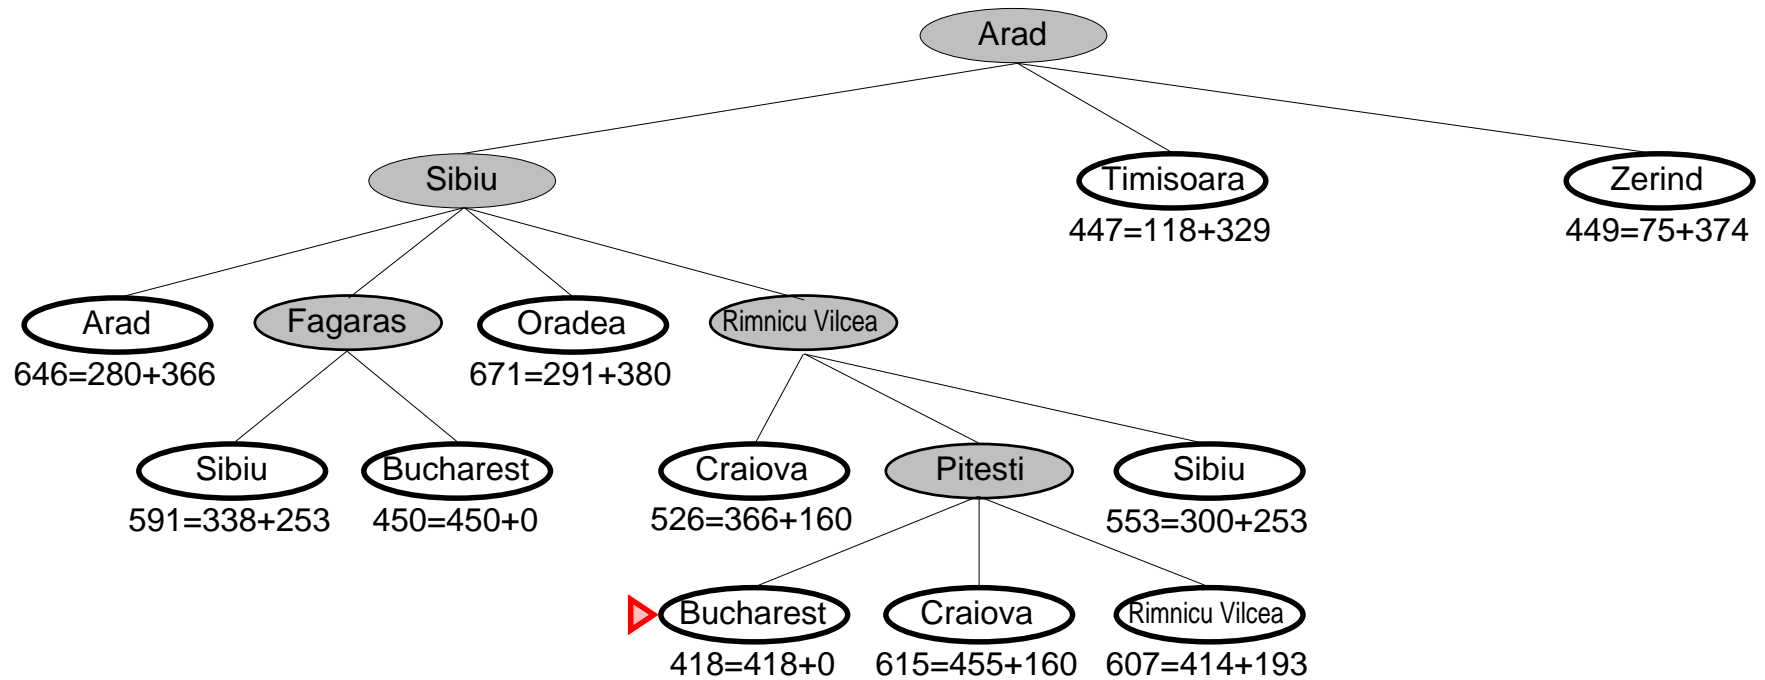 Arad
Sibiu
Timisoara
Zerind
447=118+329
449=75+374
Arad
Fagaras
Oradea
Rimnicu Vilcea
646=280+366
671=291+380
Sibiu
Bucharest
Craiova
Pitesti
Sibiu
591=338+253
450=450+0
526=366+160
553=300+253
Bucharest
Craiova
Rimnicu Vilcea
418=418+0
615=455+160
607=414+193